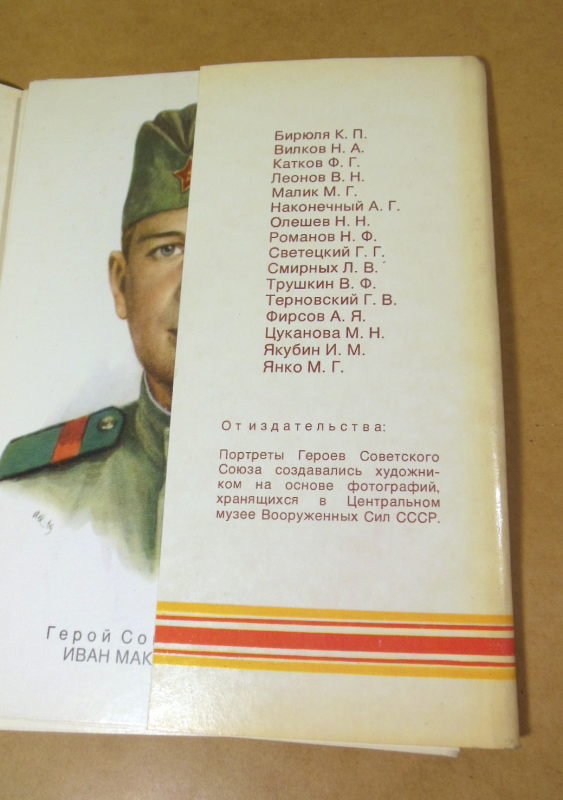 Бирюля К. П.
Вилков Н. А.
Катков Ф. Г.
Леонов В. Н.
Малик М. Г.
Наконечный А. Г.
Олешев Н. Н.
Романов Н. Ф.
Светецкий Г. Г.
Смирных Л. В.
Трушкин В. Ф.
Терновский Г. В.
Фирсов А. Я.
Цуканова М. Н.
Якубин И. М.
Янко М. Г.
От издательства:
Портреты Героев Советского
Союза создавались художни-
ком на основе фотографий,
хранящихся в Центральном
музее Вооруженных Сил СССР.
Герой Со
ИВАН МАК